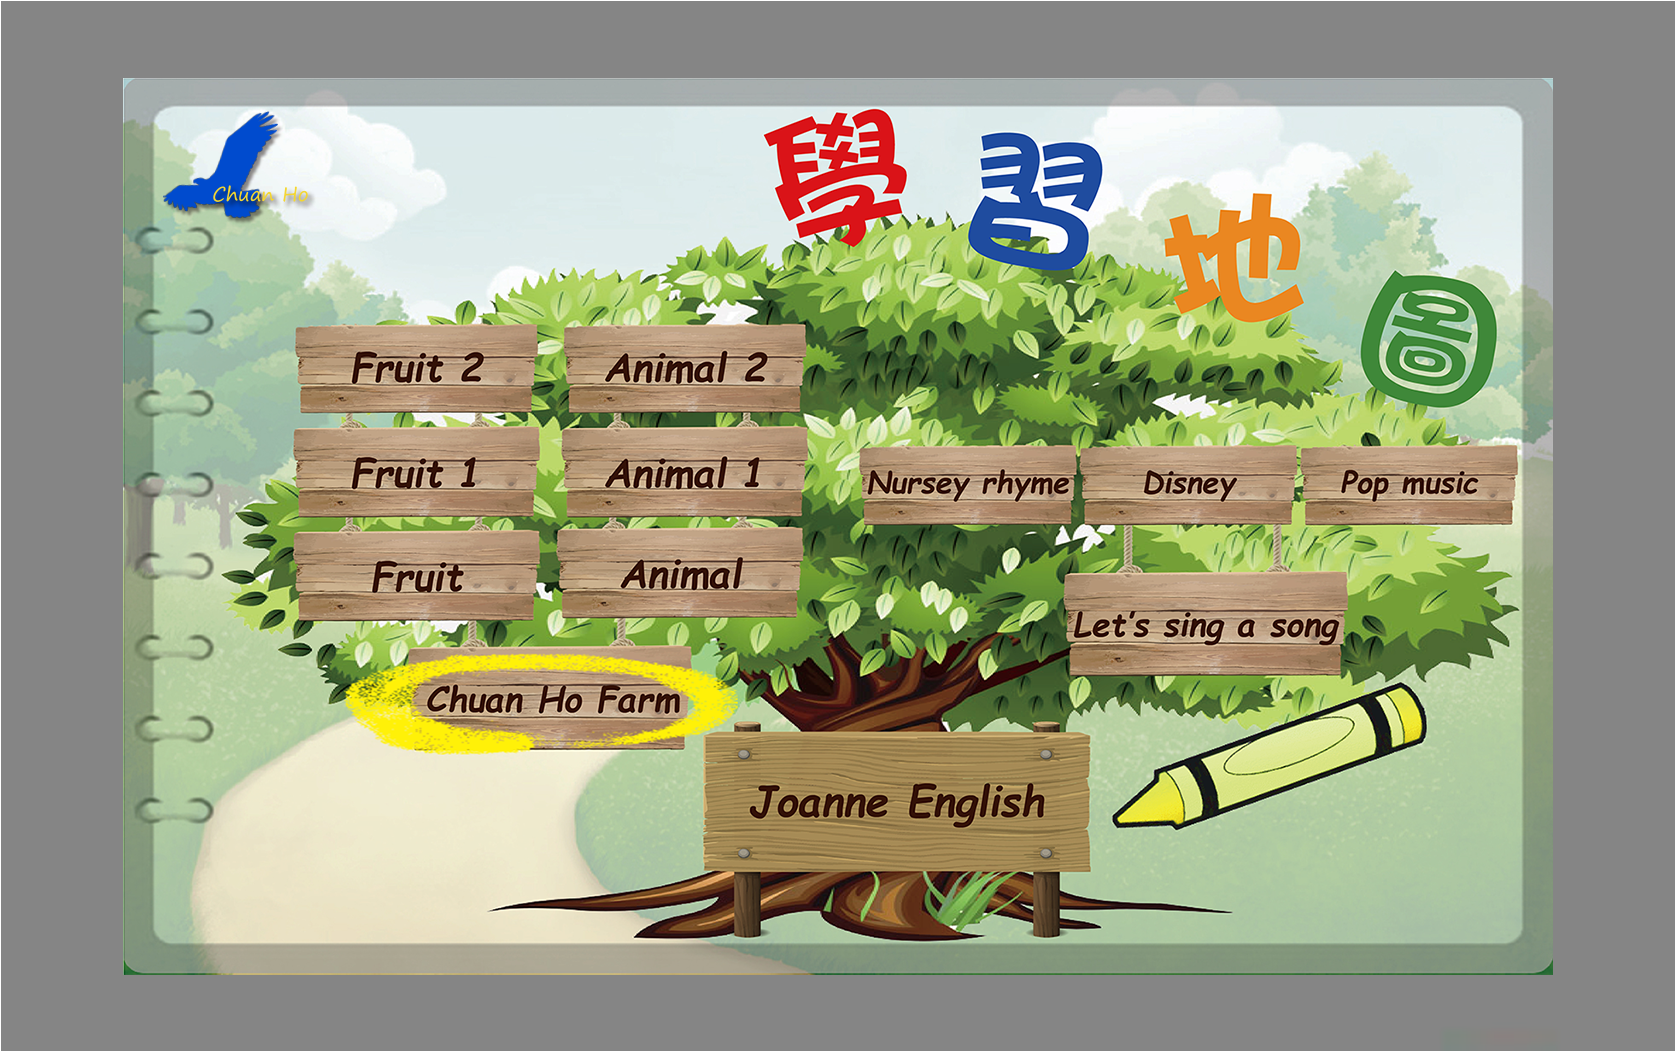 Chuan Ho
學習地圖
Fruit 2
Animal 2
Fruit 1
Animal 1
Nursey rhyme
Disney
Pop music
Fruit
Animal
Let's sing a song
Chuan Ho Farm
Joanne English